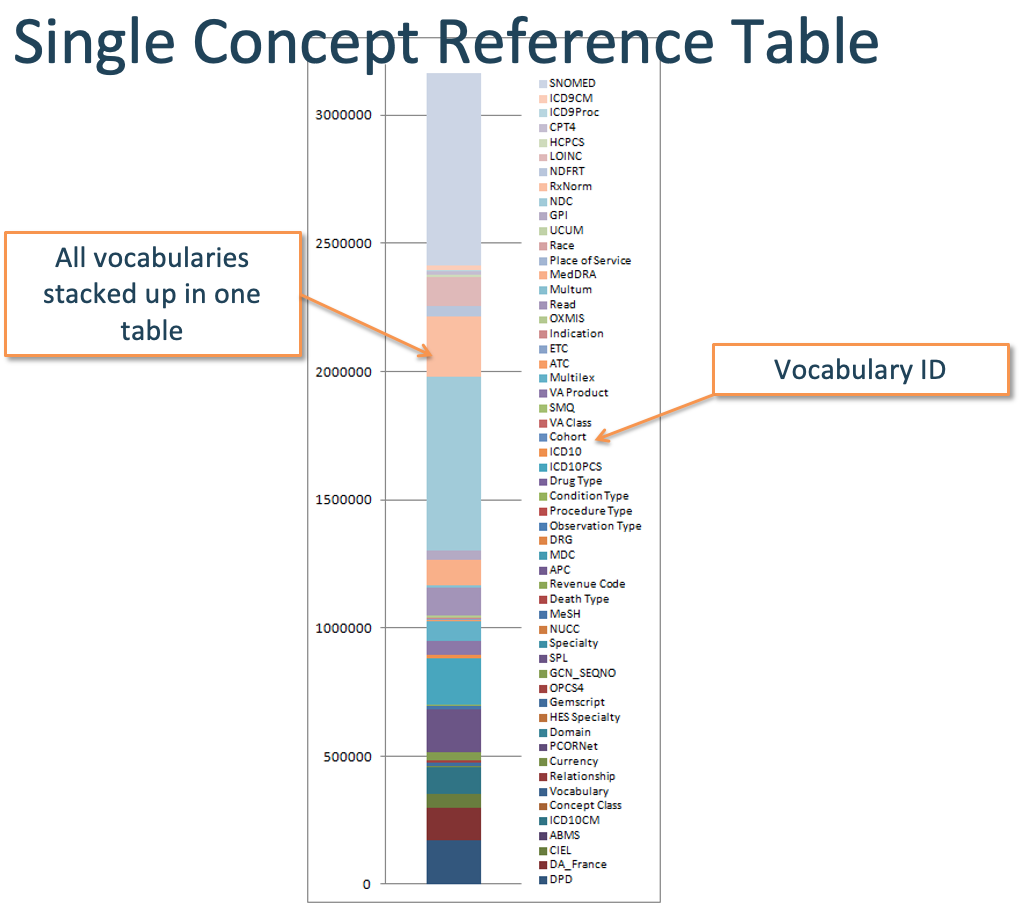 Single Concept Reference Table
All vocabularies
stacked up in one
table
Vocabulary ID
3000000
2500000
2000000
1500000
1000000
500000
0
SNOMED
ICD9CM
ICD9Proc
CPT4
HCPCS
LOINC
NDFRT
RxNorm
NDC
GPI
UCUM
Race
Place of Service
MedDRA
Multum
Read
OXMIS
Indication
ETC
ATC
Multilex
VA Product
SMQ
VA Class
Cohort
ICD10
ICD10PCS
Drug Type
Condition Type
Procedure Type
Observation Type
DRG
MDC
APC
Revenue Code
Death Type
MeSH
NUCC
Specialty
SPL
GCN_SEQNO
OPCS4
Gemscript
HES Specialty
Domain
PCORNet
Currency
Relationship
Vocabulary
Concept Class
ICD10CM
ABMS
CIEL
DA_France
DPD